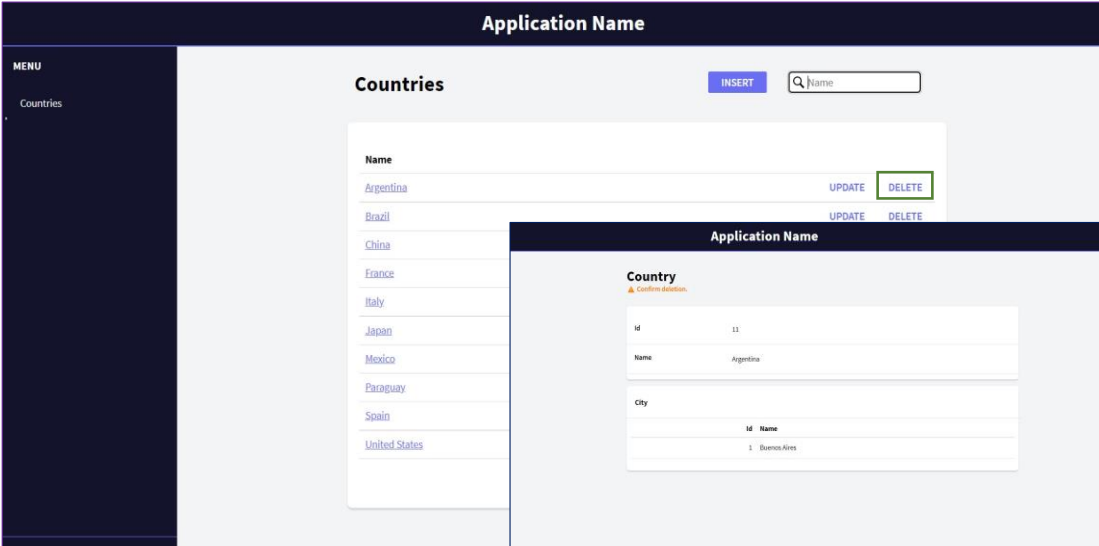 Application Name
MENU
Countries
Countries
INSERT
Name
Name
Argentina UPDATE DELETE
Brazil UPDATE DELETE
China
France
Italy
Japan
Mexico
Paraguay
Spain
United States
Application Name
Country
Confirm deletion.
Id 11
Name Argentina
City
Id Name
1 Buenos Aires